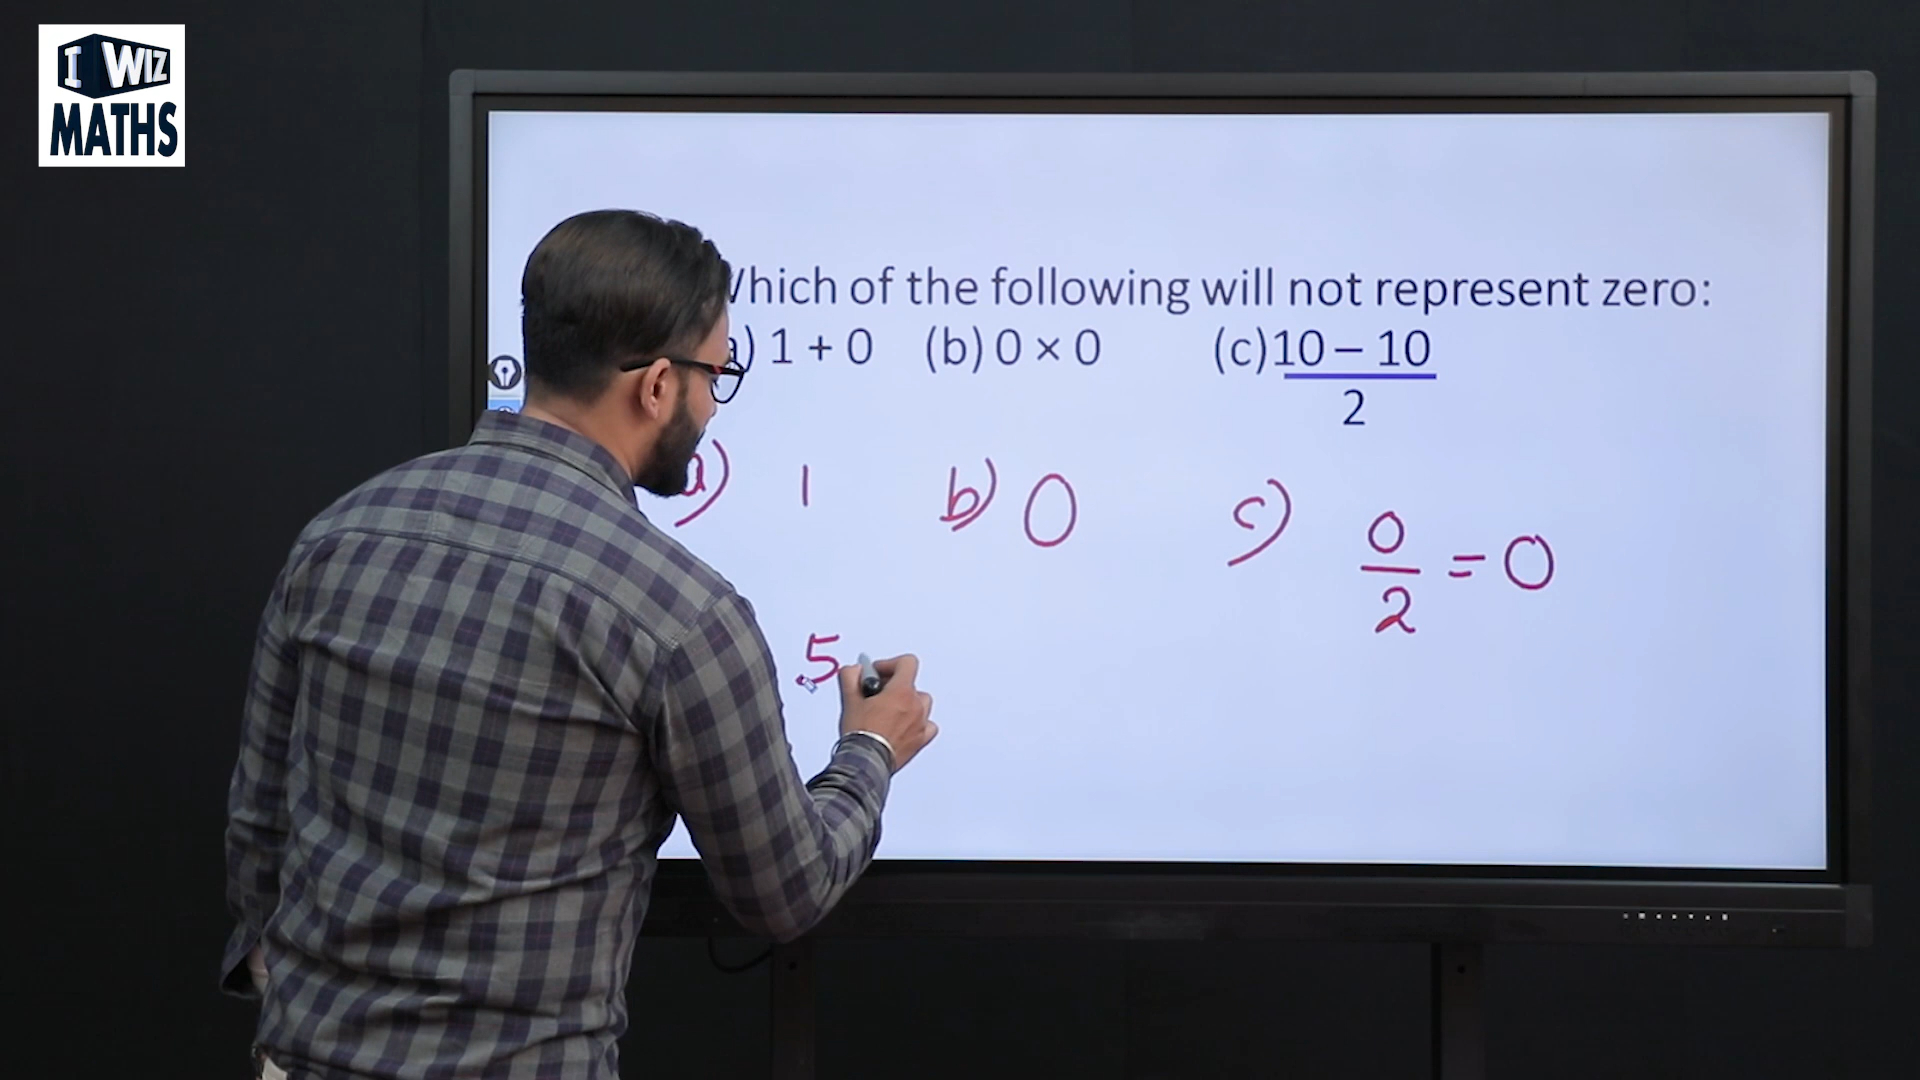 I WIZ
MATHS
Which of the following will not represent zero:
a) 1 + 0 (b) 0 × 0 (c) 10 – 10
2
a) 1 b) 0 c) 0
2 = 0
5